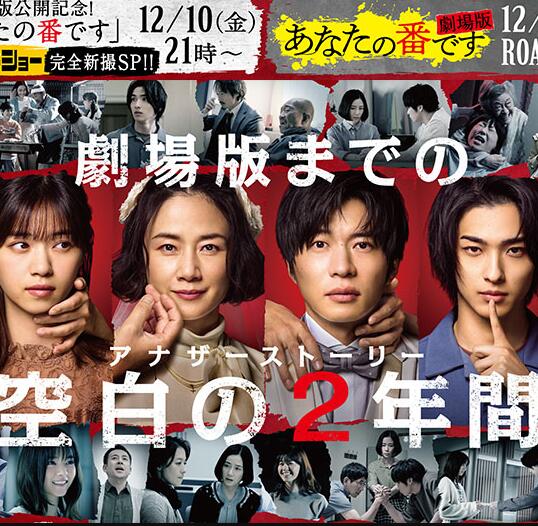 版公開記念!
たの番です」
12/10(金)
21時～
ショー 完全新撮SP!!
あなたの番です 劇場版
12/
ROA
劇場版までの
アナザーストーリー
空白の2年間